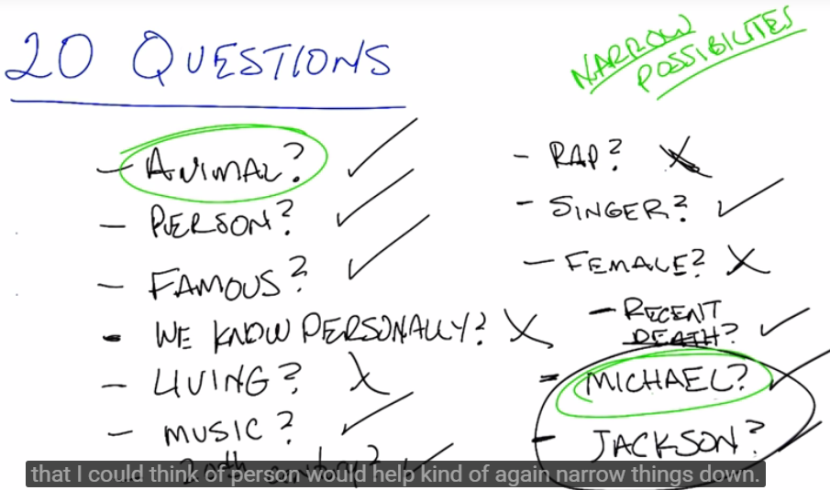 20 QUESTIONS
NARROW
POSSIBILITES
- ANIMAL? ✓
- PERSON? ✓
- FAMOUS? ✓
- WE KNOW PERSONALLY? X
- LIVING? X
- MUSIC? ✓
- RAP? X
- SINGER? ✓
- FEMALE? X
- RECENT
DEATH? ✓
- MICHAEL? ✓
- JACKSON? ✓
that I could think of person would help kind of again narrow things down.